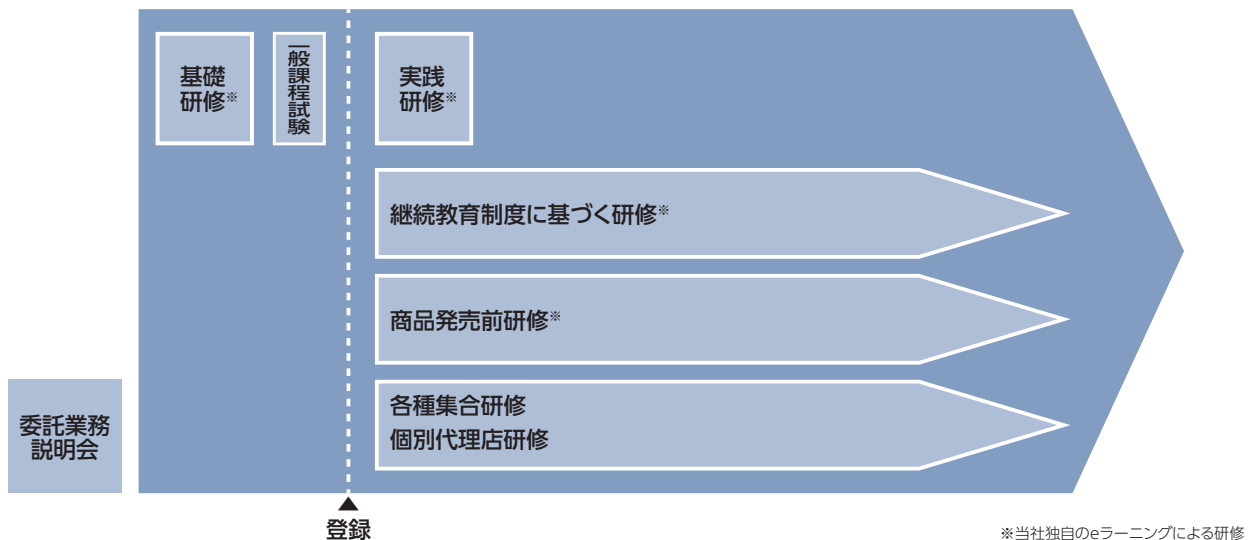 基礎
研修※
一般課程試験
実践
研修※
継続教育制度に基づく研修※
商品発売前研修※
各種集合研修
個別代理店研修
委託業務
説明会
▲
登録
※当社独自のeラーニングによる研修